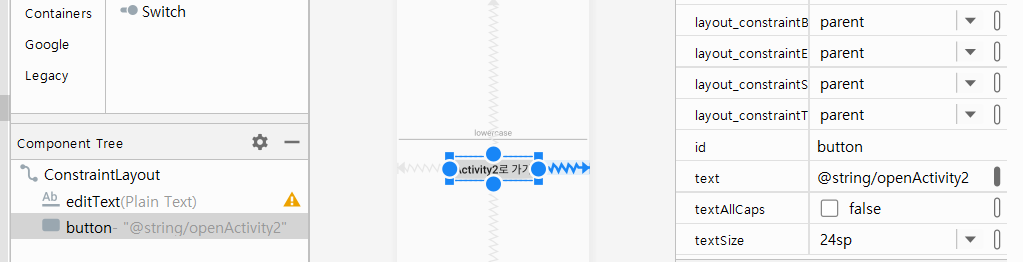 Containers
Switch
Google
Legacy
Component Tree
ConstraintLayout
Ab editText(Plain Text)
button- "@string/openActivity2"
lowercase
Activity2로 가기
layout_constraintB parent
layout_constraintE parent
layout_constraintS parent
layout_constraintT parent
id button
text @string/openActivity2
textAllCaps false
textSize 24sp